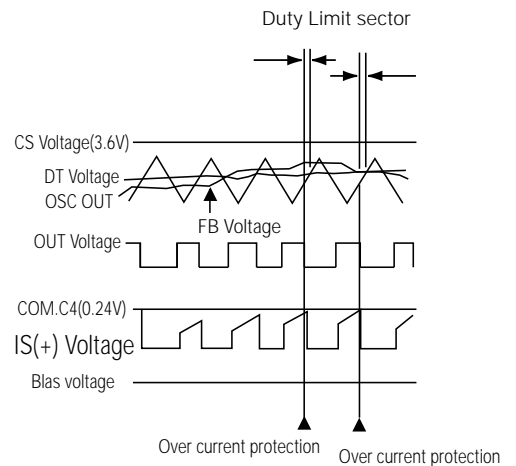 Duty Limit sector
CS Voltage(3.6V)
DT Voltage
OSC OUT
FB Voltage
OUT Voltage
COM.C4(0.24V)
IS(+) Voltage
Blas voltage
Over current protection
Over current protection